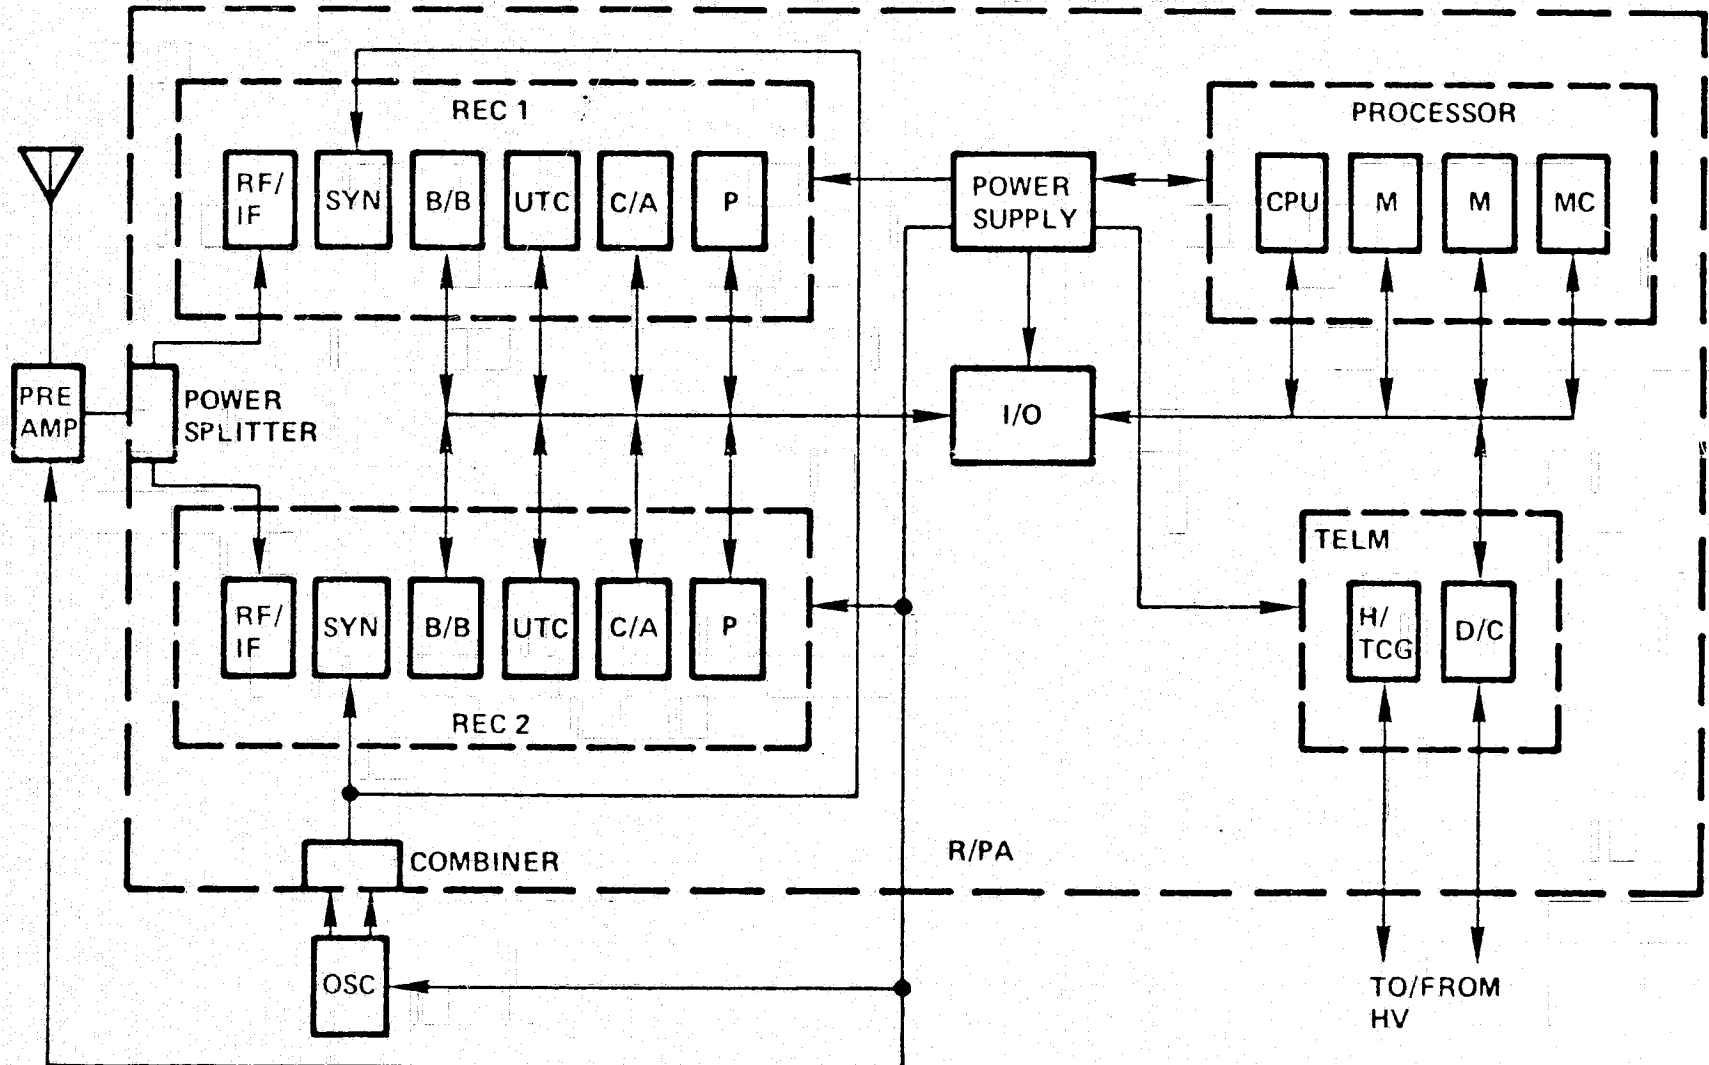 REC 1
RF/
IF
SYN
B/B
UTC
C/A
P
POWER
SUPPLY
PROCESSOR
CPU
M
M
MC
PRE
AMP
POWER
SPLITTER
I/O
RF/
IF
SYN
B/B
UTC
C/A
P
REC 2
TELM
H/
TCG
D/C
COMBINER
R/PA
OSC
TO/FROM
HV